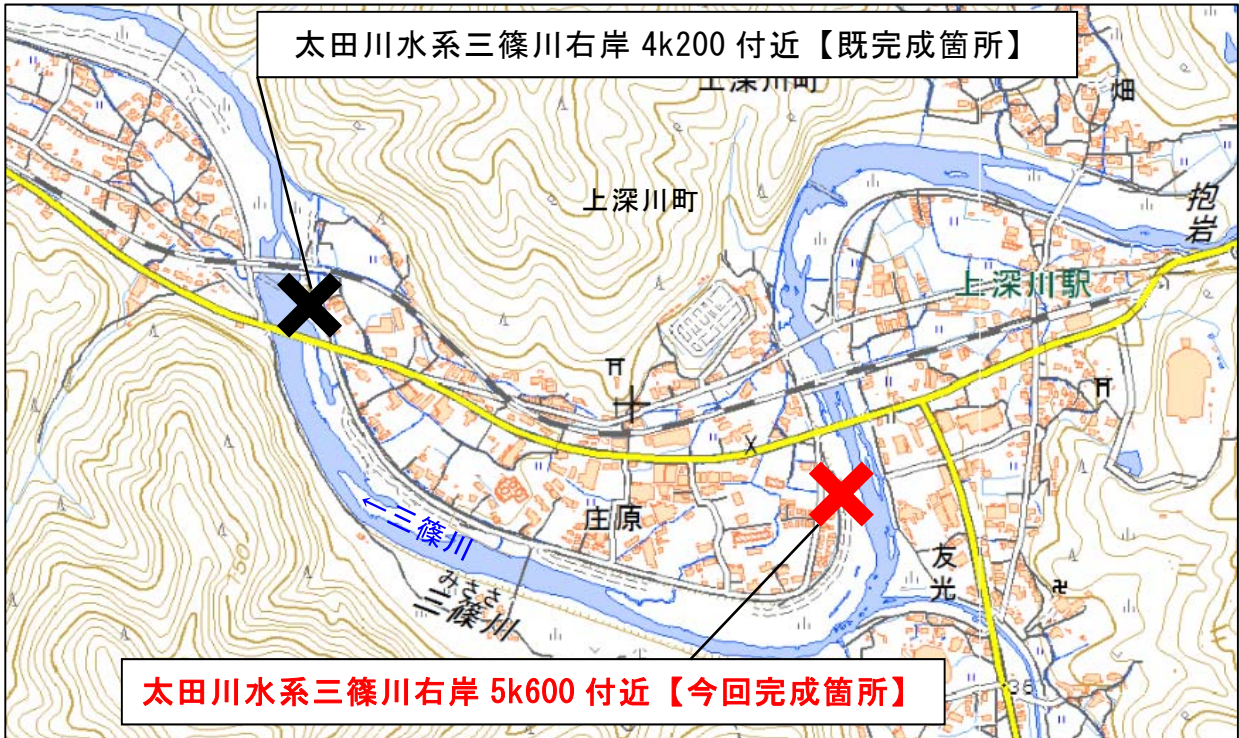 太田川水系三篠川右岸 4k200 付近【既完成箇所】
上深川町
畑
上深川町
抱岩
上深川駅
庄原
←三篠川
みささ
三篠川
友光
150
35
太田川水系三篠川右岸 5k600 付近【今回完成箇所】